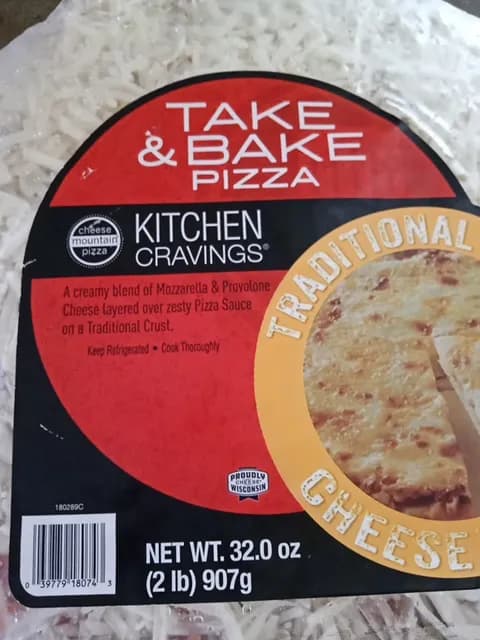 TAKE
& BAKE
PIZZA
cheese
mountain
pizza
KITCHEN
CRAVINGS®
A creamy blend of Mozzarella & Provolone
Cheese layered over zesty Pizza Sauce
on a Traditional Crust.
Keep Refrigerated • Cook Thoroughly
TRADITIONAL
CHEESE
PROUDLY
WISCONSIN
CHEESE®
180289C
0 39779 18074 3
NET WT. 32.0 oz
(2 lb) 907g